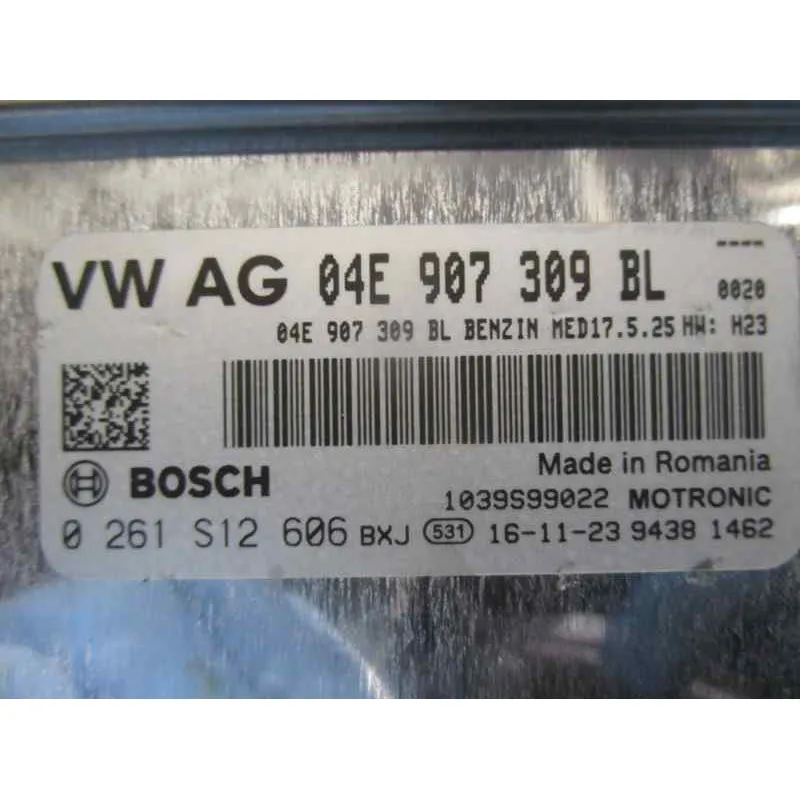 ----
VW AG 04E 907 309 BL 0020
04E 907 309 BL BENZIN MED17.5.25 HW: H23
BOSCH
Made in Romania
1039S99022 MOTRONIC
0 261 S12 606 BXJ 531 16-11-23 9438 1462